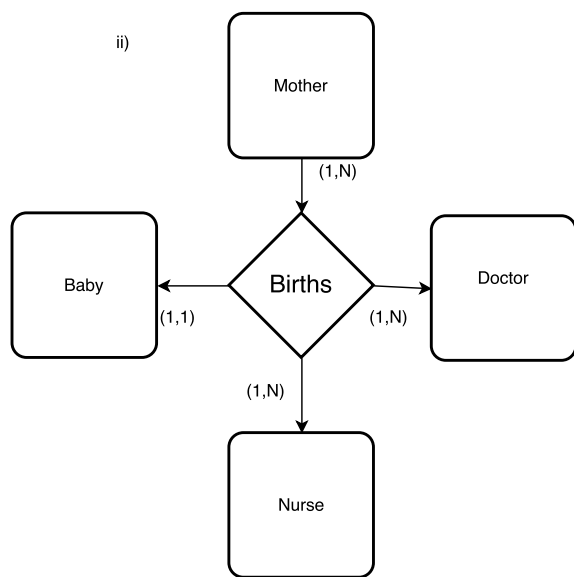 ii)
Mother
(1,N)
Baby
Births
Doctor
(1,1)
(1,N)
(1,N)
Nurse